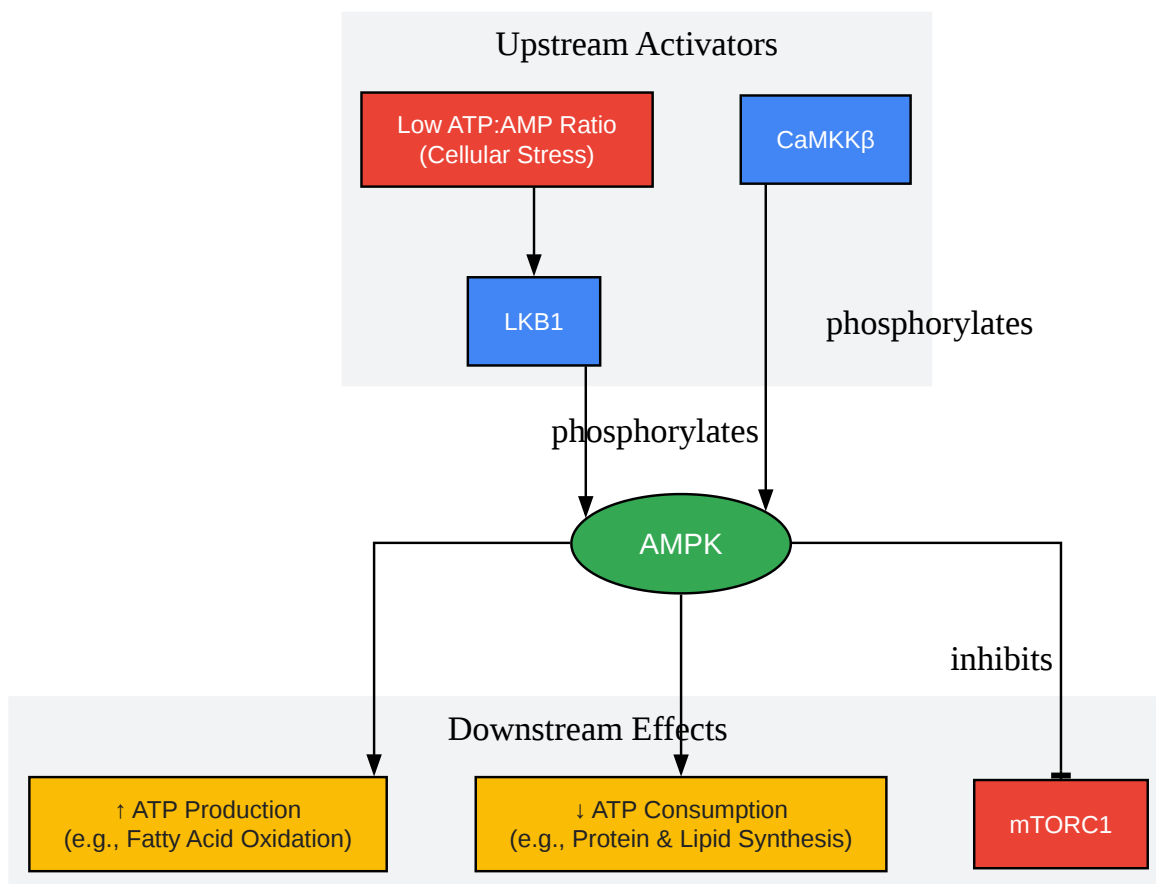 Upstream Activators
Low ATP:AMP Ratio
(Cellular Stress)
CaMKKβ
LKB1
phosphorylates
phosphorylates
AMPK
inhibits
Downstream Effects
↑ ATP Production
(e.g., Fatty Acid Oxidation)
↓ ATP Consumption
(e.g., Protein & Lipid Synthesis)
mTORC1